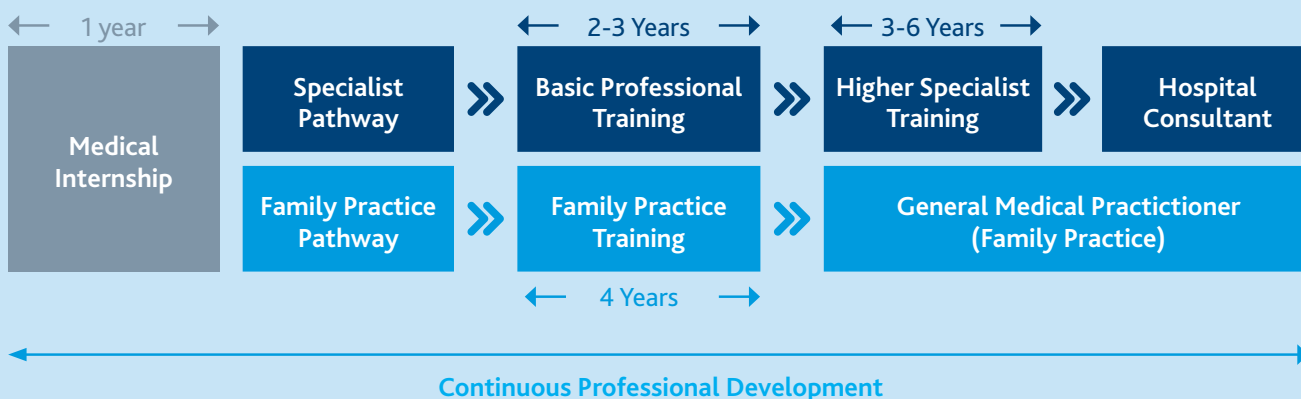 1 year
2-3 Years
3-6 Years
Medical
Internship
Specialist
Pathway
Basic Professional
Training
Higher Specialist
Training
Hospital
Consultant
Family Practice
Pathway
Family Practice
Training
General Medical Practictioner
(Family Practice)
4 Years
Continuous Professional Development